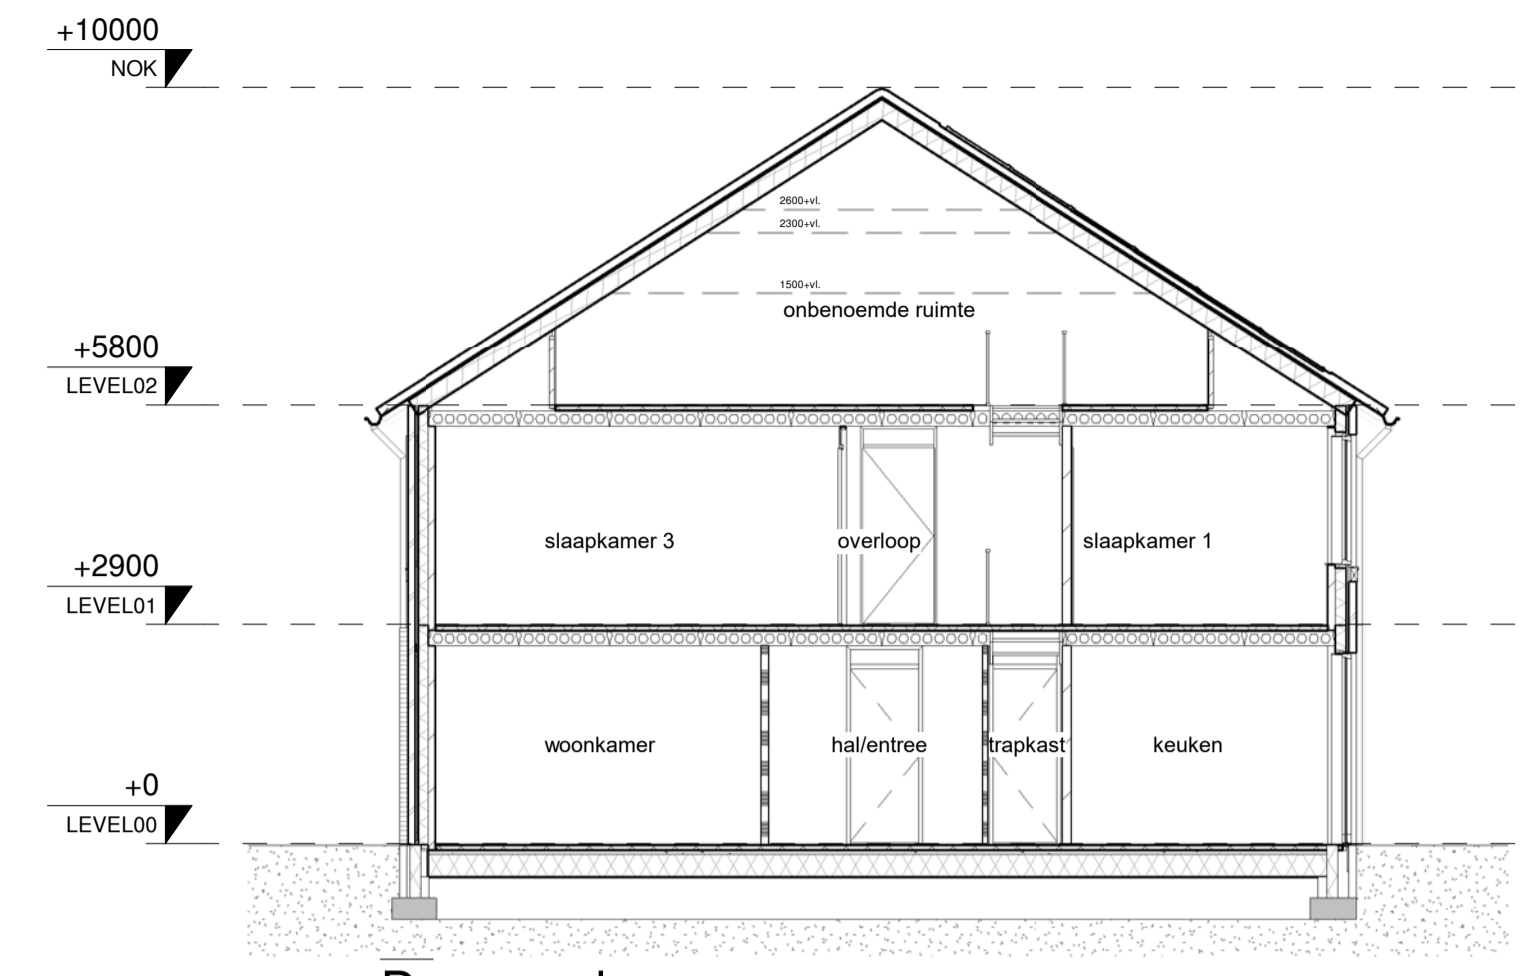 +10000
NOK
2600+vl.
2300+vl.
1500+vl.
onbenoemde ruimte
+5800
LEVEL02
slaapkamer 3
overloop
slaapkamer 1
+2900
LEVEL01
woonkamer
hal/entree
trapkast
keuken
+0
LEVEL00